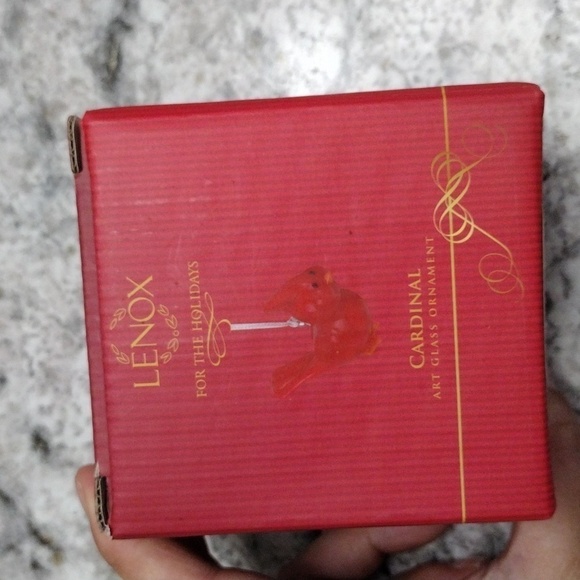 LENOX
FOR THE HOLIDAYS
CARDINAL
ART GLASS ORNAMENT